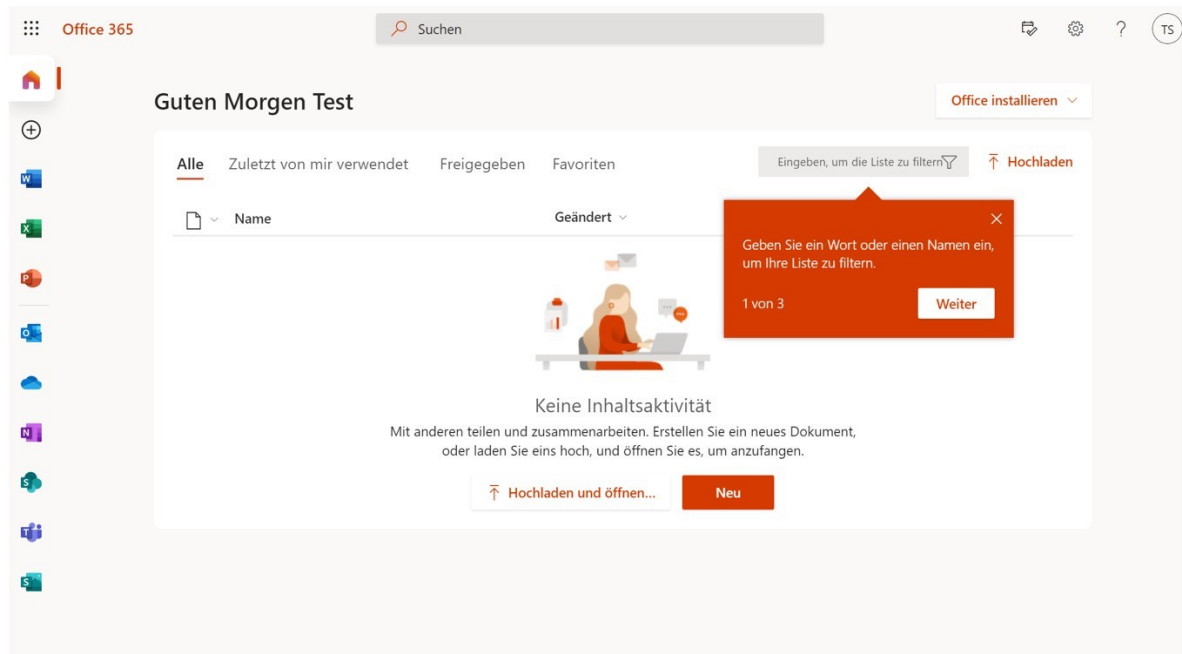 Office 365
Suchen
?
TS
Guten Morgen Test
Office installieren
Alle
Zuletzt von mir verwendet
Freigegeben
Favoriten
Eingeben, um die Liste zu filtern
Hochladen
Name
Geändert
Geben Sie ein Wort oder einen Namen ein,
um Ihre Liste zu filtern.
1 von 3
Weiter
Keine Inhaltsaktivität
Mit anderen teilen und zusammenarbeiten. Erstellen Sie ein neues Dokument,
oder laden Sie eins hoch, und öffnen Sie es, um anzufangen.
Hochladen und öffnen...
Neu
W
X
P
O
N
S
T
S